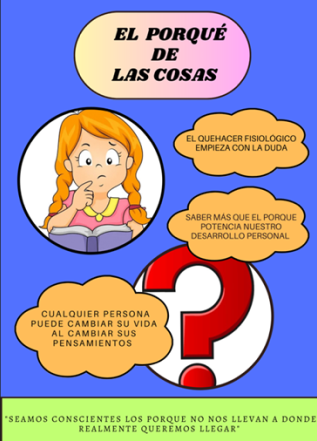 EL PORQUÉ
DE
LAS COSAS
EL QUEHACER FISIOLÓGICO
EMPIEZA CON LA DUDA
SABER MÁS QUE EL PORQUE
POTENCIA NUESTRO
DESARROLLO PERSONAL
CUALQUIER PERSONA
PUEDE CAMBIAR SU VIDA
AL CAMBIAR SUS
PENSAMIENTOS
"SEAMOS CONSCIENTES LOS PORQUE NO NOS LLEVAN A DONDE
REALMENTE QUEREMOS LLEGAR"